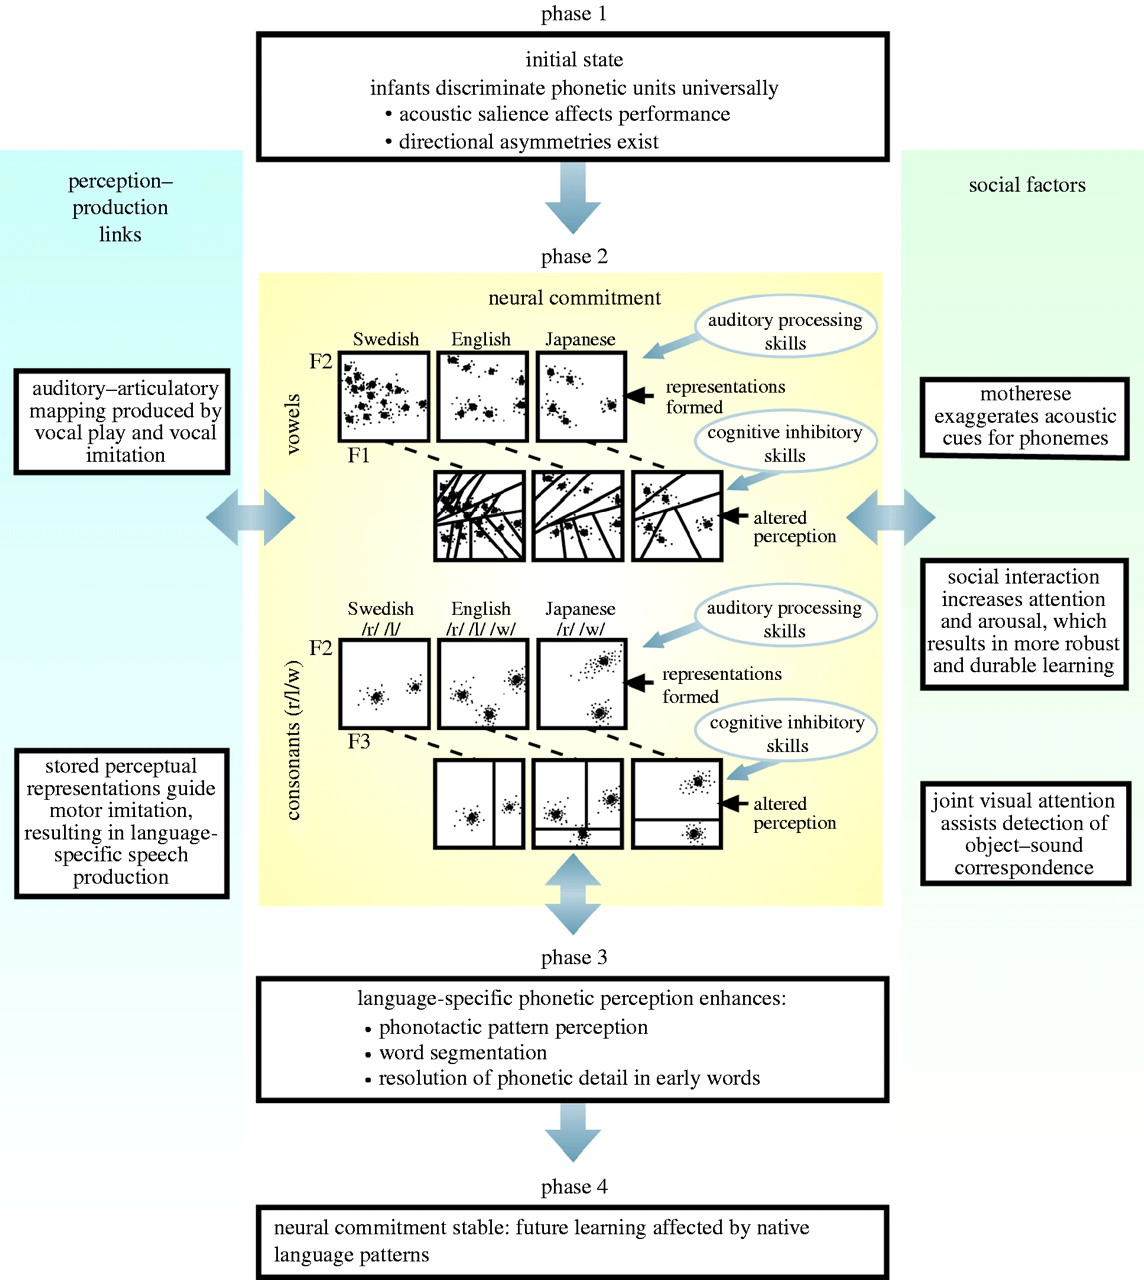 phase 1
initial state
infants discriminate phonetic units universally
• acoustic salience affects performance
• directional asymmetries exist
perception–
production
links
auditory–articulatory
mapping produced by
vocal play and vocal
imitation
stored perceptual
representations guide
motor imitation,
resulting in language-
specific speech
production
phase 2
neural commitment
auditory processing
skills
Swedish English Japanese
F2
vowels
F1
representations
formed
cognitive inhibitory
skills
altered
perception
auditory processing
skills
Swedish English Japanese
/r/ /l/ /r/ /l/ /w/ /r/ /w/
F2
consonants (r/l/w)
F3
representations
formed
cognitive inhibitory
skills
altered
perception
social factors
motherese
exaggerates acoustic
cues for phonemes
social interaction
increases attention
and arousal, which
results in more robust
and durable learning
joint visual attention
assists detection of
object–sound
correspondence
phase 3
language-specific phonetic perception enhances:
• phonotactic pattern perception
• word segmentation
• resolution of phonetic detail in early words
phase 4
neural commitment stable: future learning affected by native
language patterns